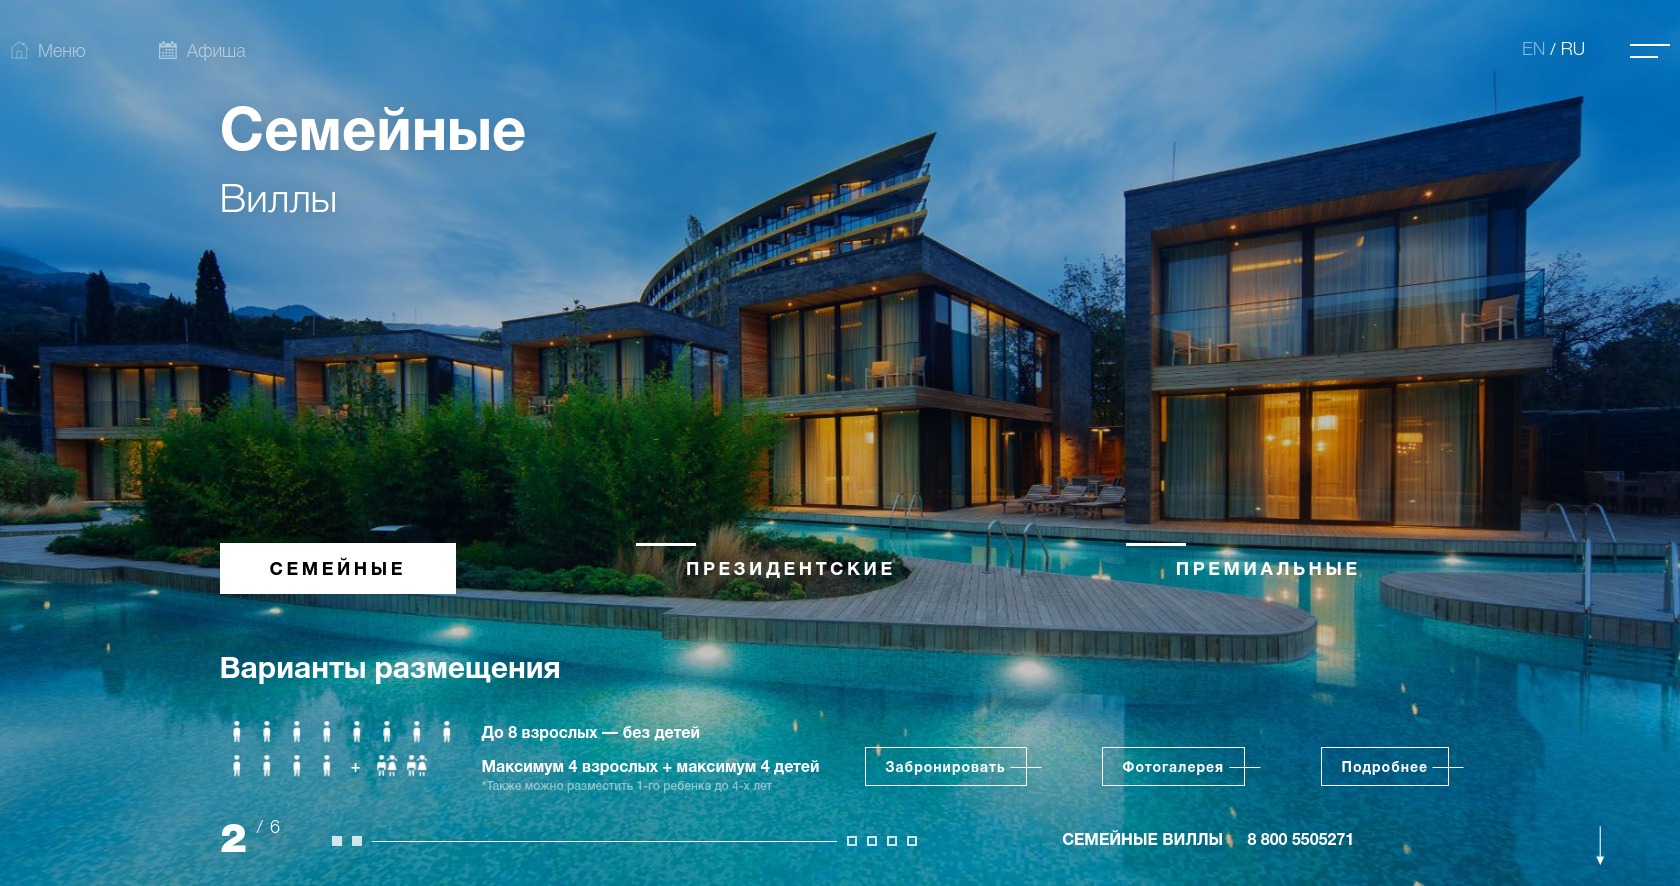 Меню
Афиша
EN / RU
Семейные
Виллы
СЕМЕЙНЫЕ
ПРЕЗИДЕНТСКИЕ
ПРЕМИАЛЬНЫЕ
Варианты размещения
До 8 взрослых — без детей
+
Максимум 4 взрослых + максимум 4 детей
*Также можно разместить 1-го ребенка до 4-х лет
Забронировать
Фотогалерея
Подробнее
2 / 6
СЕМЕЙНЫЕ ВИЛЛЫ 8 800 5505271